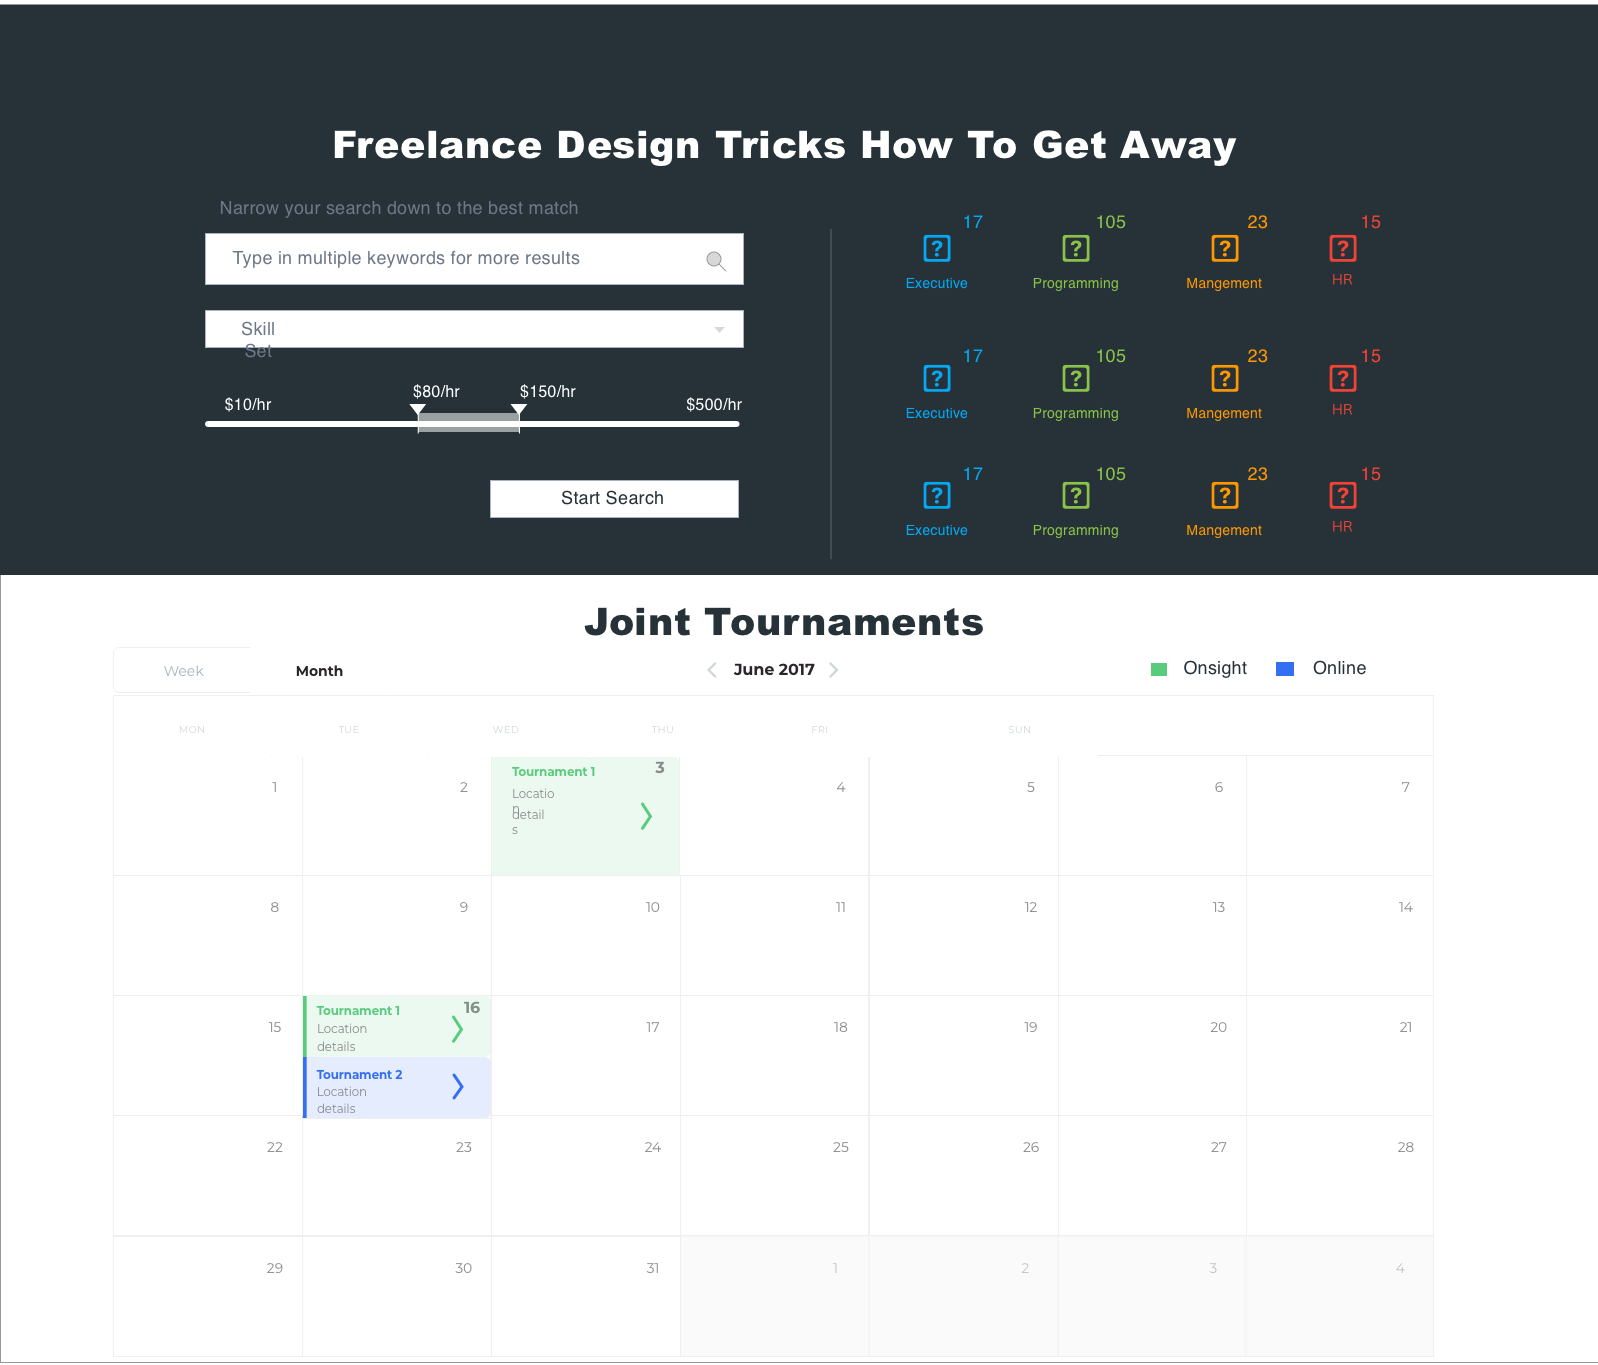 Freelance Design Tricks How To Get Away
Narrow your search down to the best match
Type in multiple keywords for more results
Skill
Set
$10/hr
$80/hr
$150/hr
$500/hr
Start Search
17
105
23
15
?
?
?
?
Executive
Programming
Mangement
HR
17
105
23
15
?
?
?
?
Executive
Programming
Mangement
HR
17
105
23
15
?
?
?
?
Executive
Programming
Mangement
HR
Joint Tournaments
Week
Month
June 2017
Onsight
Online
MON
TUE
WED
THU
FRI
SUN
1
2
Tournament 1
3
Locatio
n
detail
s
4
5
6
7
8
9
10
11
12
13
14
15
Tournament 1
16
Location
details
Tournament 2
Location
details
17
18
19
20
21
22
23
24
25
26
27
28
29
30
31
1
2
3
4